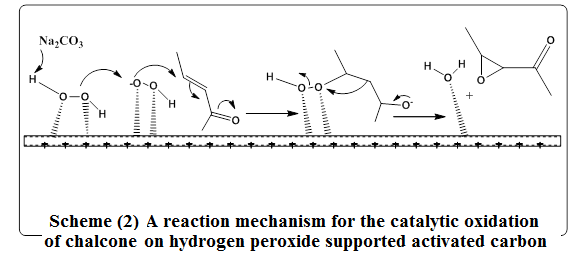 Na₂CO₃
H O O H
-O O H O
H O O O-
H H O + O O
Scheme (2) A reaction mechanism for the catalytic oxidation
of chalcone on hydrogen peroxide supported activated carbon